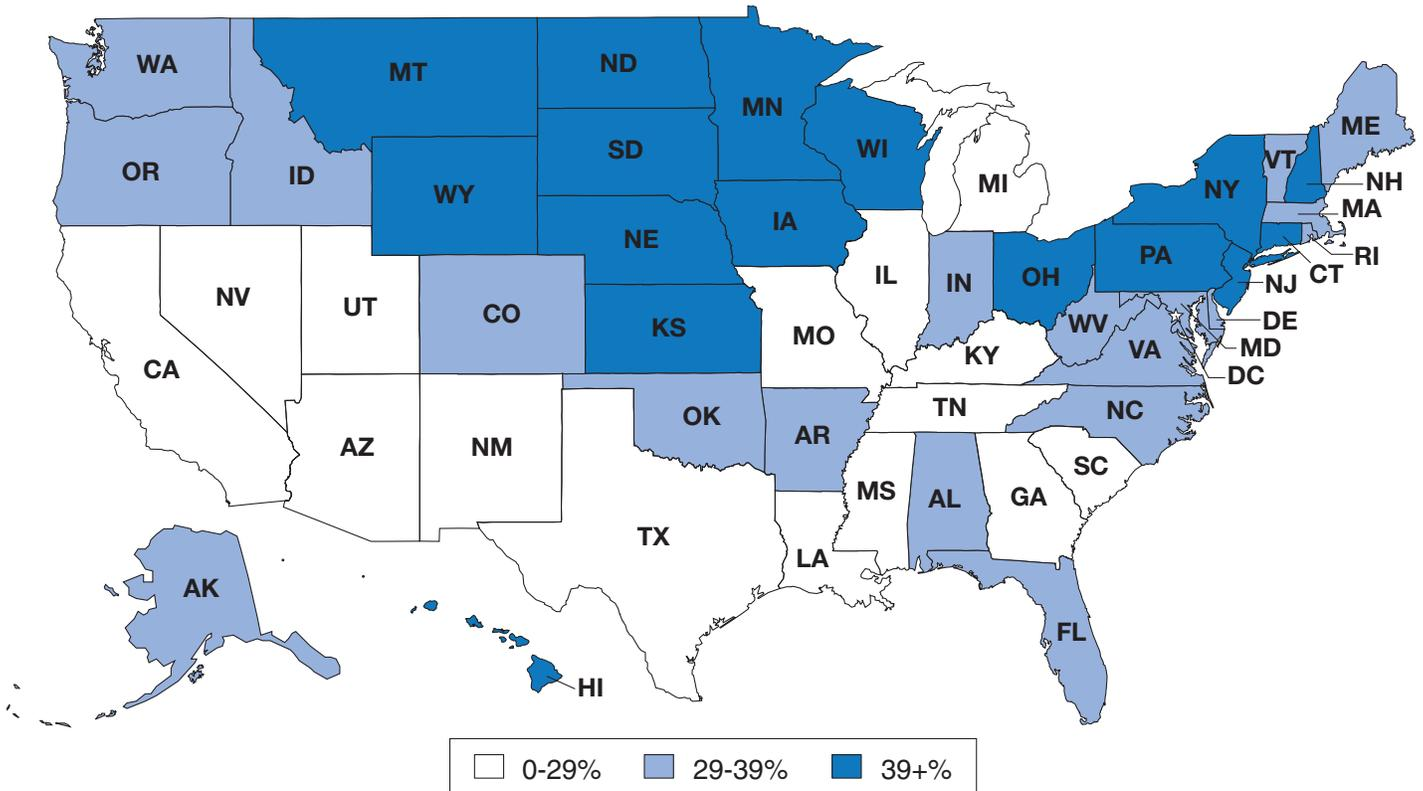 WA
MT
ND
MN
OR
ID
WY
SD
WI
MI
NY
VT
ME
NH
MA
RI
CT
NJ
PA
IA
NE
NV
UT
CO
KS
MO
IL
IN
OH
WV
VA
DE
MD
DC
KY
CA
AZ
NM
OK
AR
TN
NC
SC
TX
LA
MS
AL
GA
FL
AK
HI
0-29% 29-39% 39+%